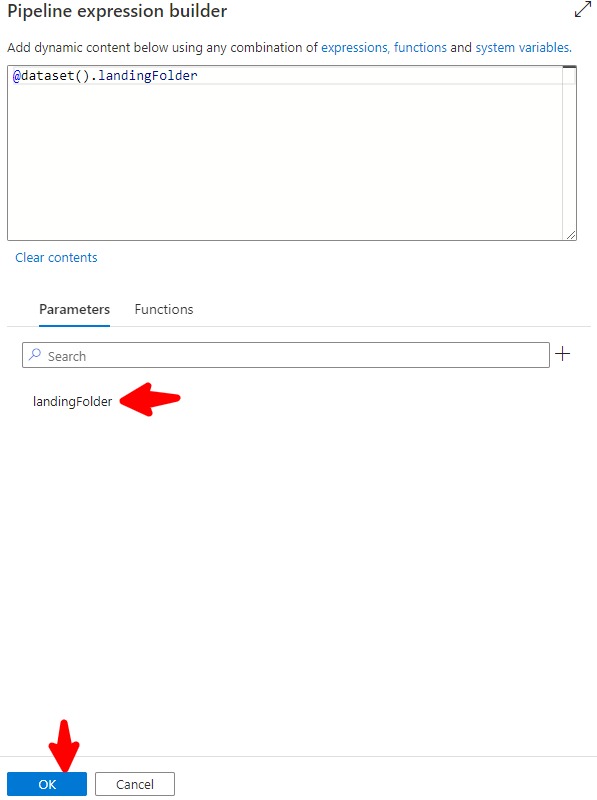 Pipeline expression builder
Add dynamic content below using any combination of expressions, functions and system variables.
@dataset().landingFolder
Clear contents
Parameters Functions
Search
landingFolder
OK Cancel